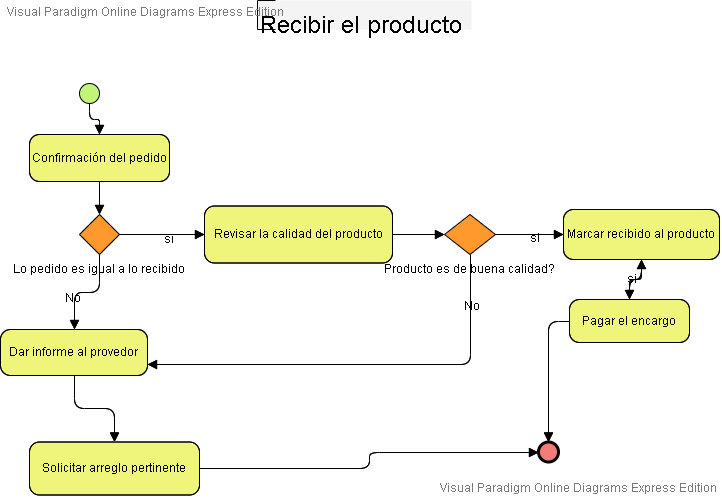 Visual Paradigm Online Diagrams Express Edition
Recibir el producto
Confirmación del pedido
si
Revisar la calidad del producto
si
Marcar recibido al producto
Lo pedido es igual a lo recibido
Producto es de buena calidad?
si
No
No
Pagar el encargo
Dar informe al provedor
Solicitar arreglo pertinente
Visual Paradigm Online Diagrams Express Edition